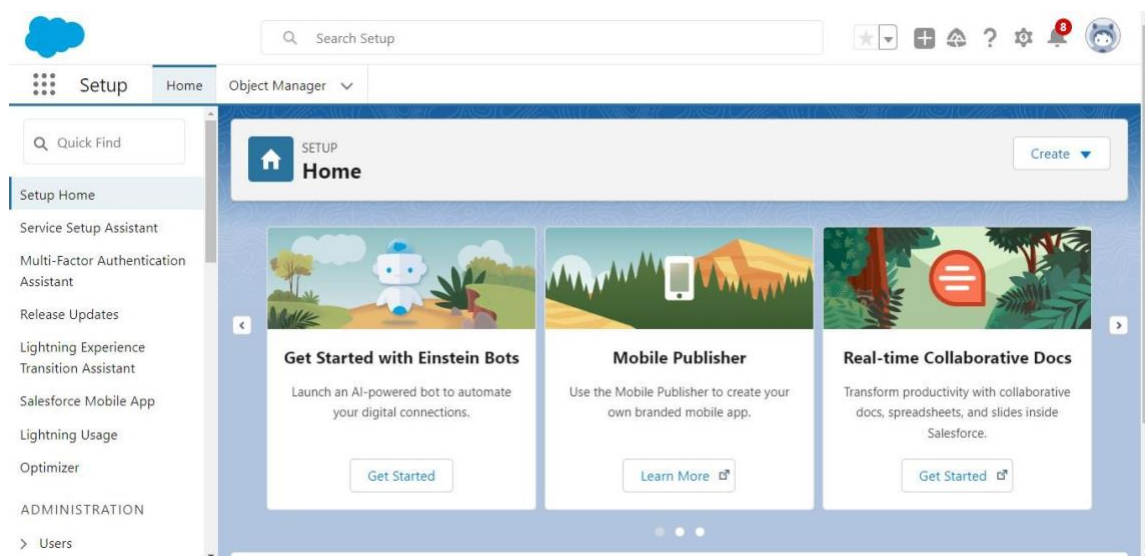 Search Setup
8
Setup
Home
Object Manager
Quick Find
Setup Home
Service Setup Assistant
Multi-Factor Authentication
Assistant
Release Updates
Lightning Experience
Transition Assistant
Salesforce Mobile App
Lightning Usage
Optimizer
ADMINISTRATION
Users
SETUP
Home
Create
Get Started with Einstein Bots
Launch an AI-powered bot to automate
your digital connections.
Get Started
Mobile Publisher
Use the Mobile Publisher to create your
own branded mobile app.
Learn More
Real-time Collaborative Docs
Transform productivity with collaborative
docs, spreadsheets, and slides inside
Salesforce.
Get Started